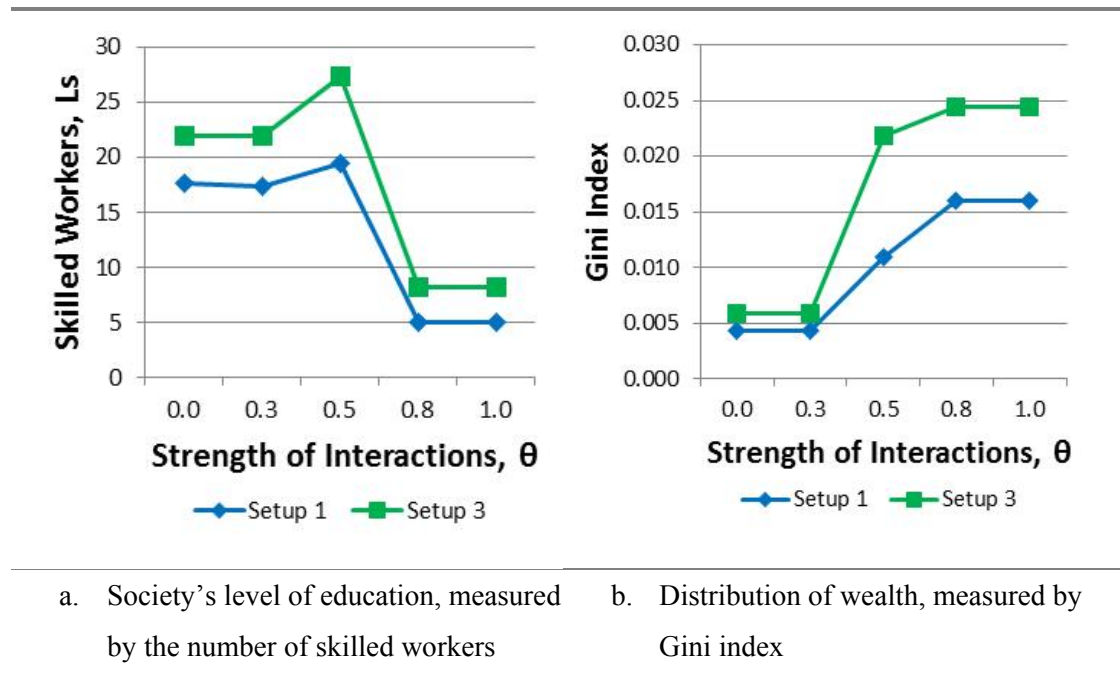 30
25
20
15
10
5
0
Skilled Workers, Ls
0.0 0.3 0.5 0.8 1.0
Strength of Interactions, θ
Setup 1 Setup 3
0.030
0.025
0.020
0.015
0.010
0.005
0.000
Gini Index
0.0 0.3 0.5 0.8 1.0
Strength of Interactions, θ
Setup 1 Setup 3
a. Society’s level of education, measured
by the number of skilled workers
b. Distribution of wealth, measured by
Gini index